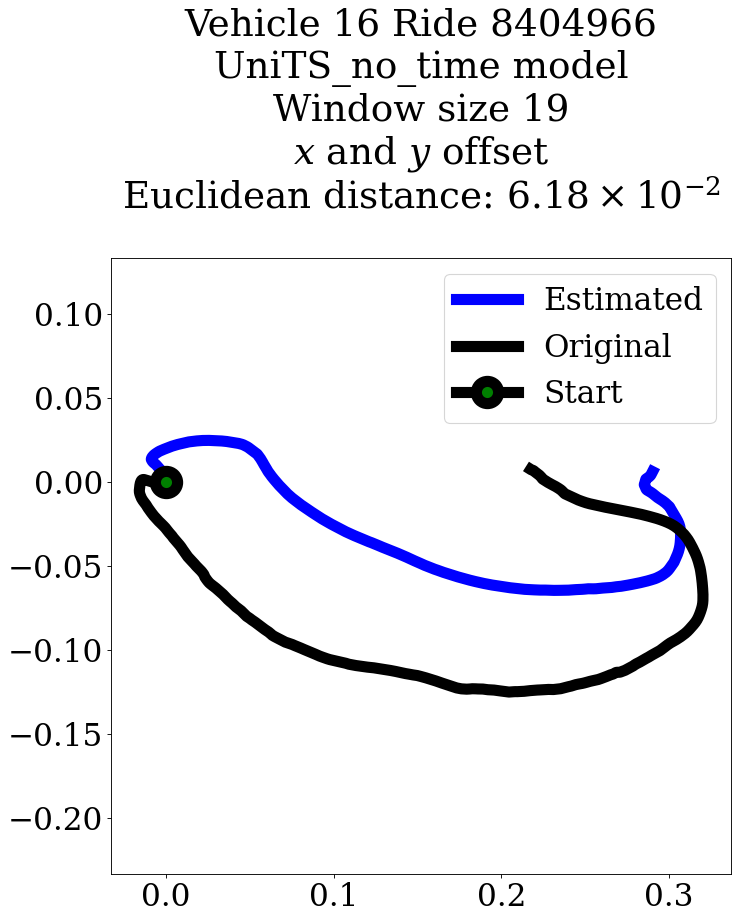 Vehicle 16 Ride 8404966
UniTS_no_time model
Window size 19
x and y offset
Euclidean distance: 6.18 × 10⁻²
Estimated
Original
Start
0.10
0.05
0.00
−0.05
−0.10
−0.15
−0.20
0.0 0.1 0.2 0.3